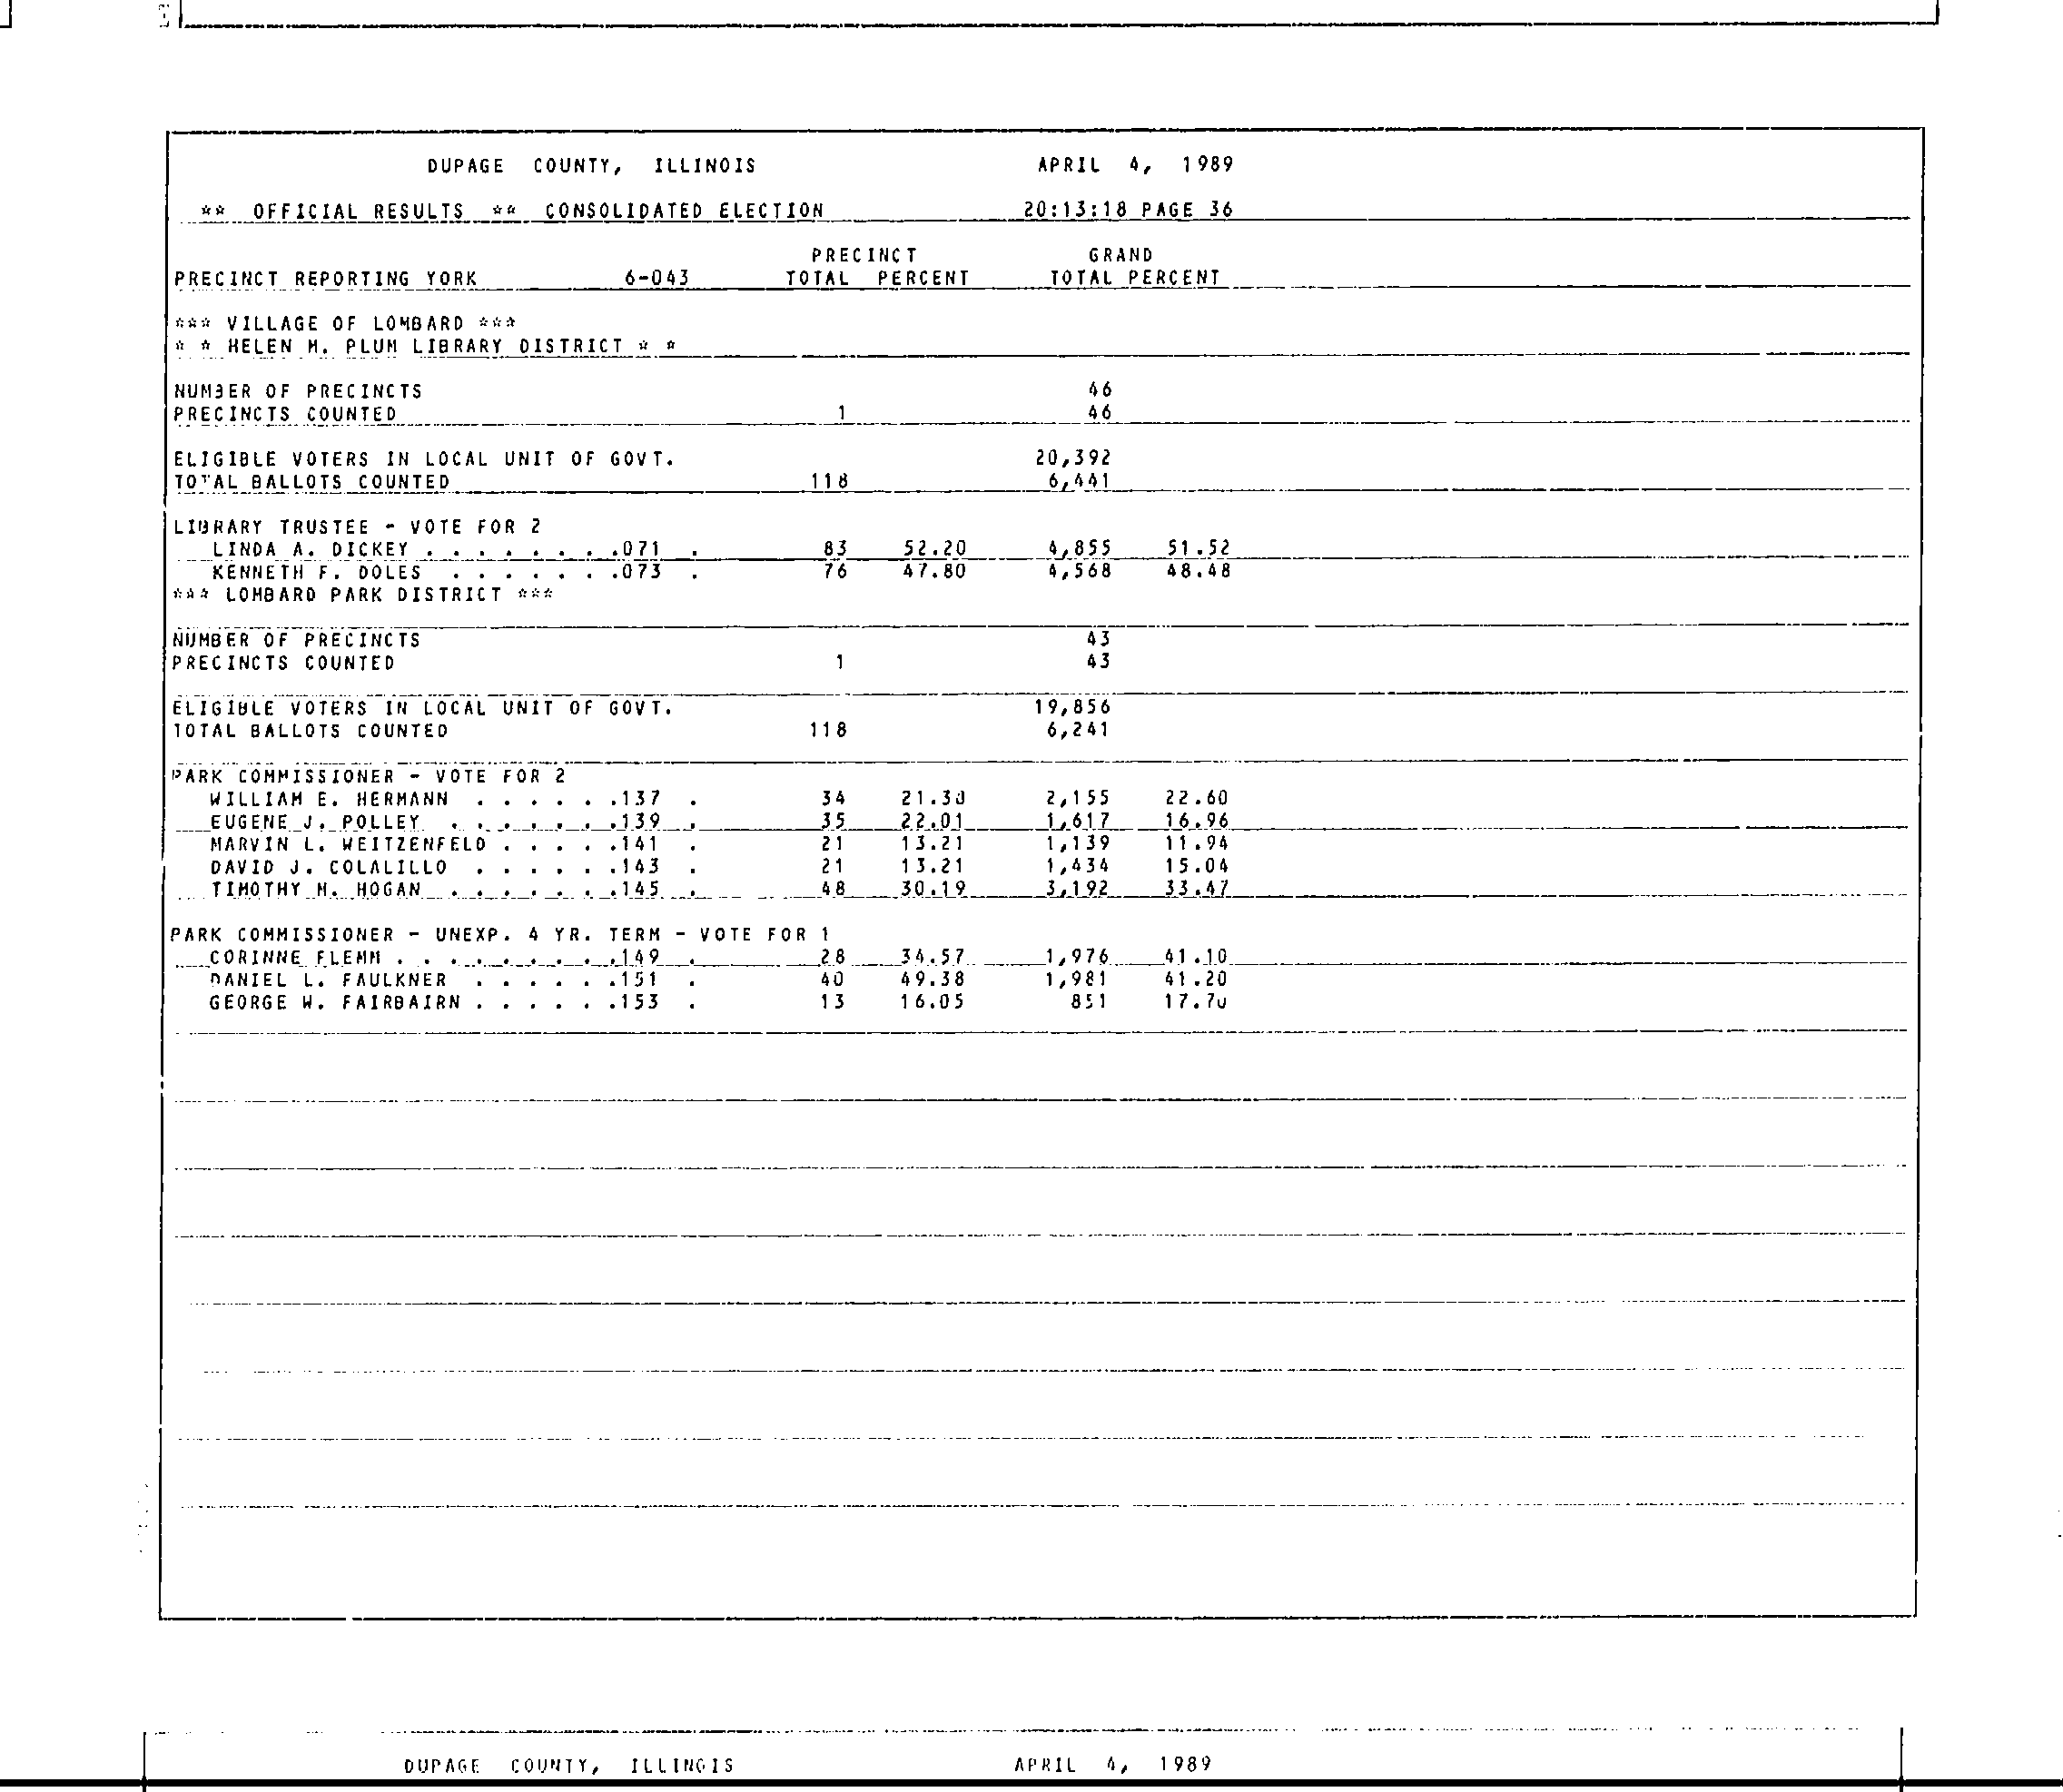 DUPAGE COUNTY, ILLINOIS APRIL 4, 1989
** OFFICIAL RESULTS ** CONSOLIDATED ELECTION 20:13:18 PAGE 36
PRECINCT GRAND
PRECINCT REPORTING YORK 6-043 TOTAL PERCENT TOTAL PERCENT
*** VILLAGE OF LOMBARD ***
* * HELEN M. PLUM LIBRARY DISTRICT * *
NUMBER OF PRECINCTS 46
PRECINCTS COUNTED 1 46
ELIGIBLE VOTERS IN LOCAL UNIT OF GOVT. 20,392
TOTAL BALLOTS COUNTED 118 6,441
LIBRARY TRUSTEE - VOTE FOR 2
LINDA A. DICKEY . . . . . . . .071 . 83 52.20 4,855 51.52
KENNETH F. DOLES . . . . . . .073 . 76 47.80 4,568 48.48
*** LOMBARD PARK DISTRICT ***
NUMBER OF PRECINCTS 43
PRECINCTS COUNTED 1 43
ELIGIBLE VOTERS IN LOCAL UNIT OF GOVT. 19,856
TOTAL BALLOTS COUNTED 118 6,241
PARK COMMISSIONER - VOTE FOR 2
WILLIAM E. HERMANN . . . . . .137 . 34 21.38 2,155 22.60
EUGENE J. POLLEY . . . . . . .139 . 35 22.01 1,617 16.96
MARVIN L. WEITZENFELD . . . . .141 . 21 13.21 1,139 11.94
DAVID J. COLALILLO . . . . . .143 . 21 13.21 1,434 15.04
TIMOTHY M. HOGAN . . . . . . .145 . 48 30.19 3,192 33.47
PARK COMMISSIONER - UNEXP. 4 YR. TERM - VOTE FOR 1
CORINNE FLEMM . . . . . . . . .149 . 28 34.57 1,976 41.10
DANIEL L. FAULKNER . . . . . .151 . 40 49.38 1,981 41.20
GEORGE W. FAIRBAIRN . . . . . .153 . 13 16.05 851 17.70
DUPAGE COUNTY, ILLINOIS APRIL 4, 1989